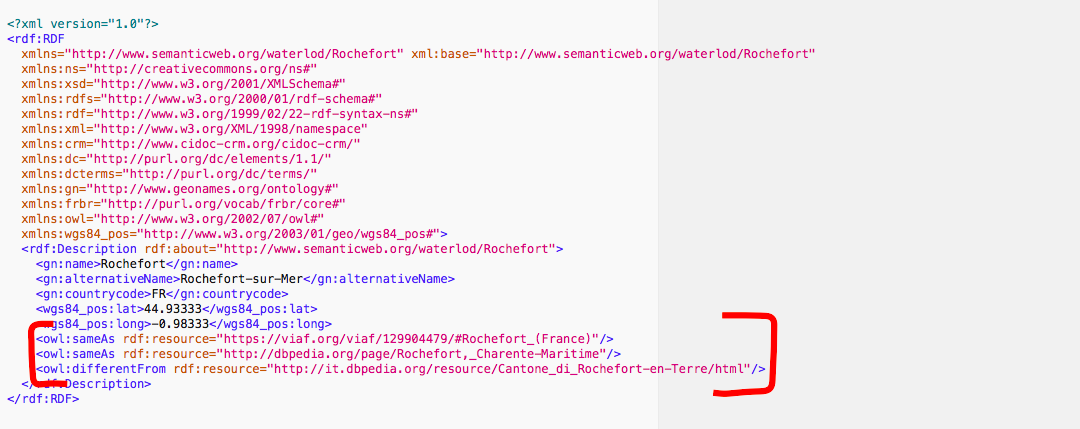 <?xml version="1.0"?>
<rdf:RDF
xmlns="http://www.semanticweb.org/waterlod/Rochefort" xml:base="http://www.semanticweb.org/waterlod/Rochefort"
xmlns:ns="http://creativecommons.org/ns#"
xmlns:xsd="http://www.w3.org/2001/XMLSchema#"
xmlns:rdfs="http://www.w3.org/2000/01/rdf-schema#"
xmlns:rdf="http://www.w3.org/1999/02/22-rdf-syntax-ns#"
xmlns:xml="http://www.w3.org/XML/1998/namespace"
xmlns:crm="http://www.cidoc-crm.org/cidoc-crm/"
xmlns:dc="http://purl.org/dc/elements/1.1/"
xmlns:dcterms="http://purl.org/dc/terms/"
xmlns:gn="http://www.geonames.org/ontology#"
xmlns:frbr="http://purl.org/vocab/frbr/core#"
xmlns:owl="http://www.w3.org/2002/07/owl#"
xmlns:wgs84_pos="http://www.w3.org/2003/01/geo/wgs84_pos#">
<rdf:Description rdf:about="http://www.semanticweb.org/waterlod/Rochefort">
<gn:name>Rochefort</gn:name>
<gn:alternativeName>Rochefort-sur-Mer</gn:alternativeName>
<gn:countrycode>FR</gn:countrycode>
<wgs84_pos:lat>44.93333</wgs84_pos:lat>
<wgs84_pos:long>-0.98333</wgs84_pos:long>
<owl:sameAs rdf:resource="https://viaf.org/viaf/129904479/#Rochefort_(France)"/>
<owl:sameAs rdf:resource="http://dbpedia.org/page/Rochefort,_Charente-Maritime"/>
<owl:differentFrom rdf:resource="http://it.dbpedia.org/resource/Cantone_di_Rochefort-en-Terre/html"/>
</rdf:Description>
</rdf:RDF>